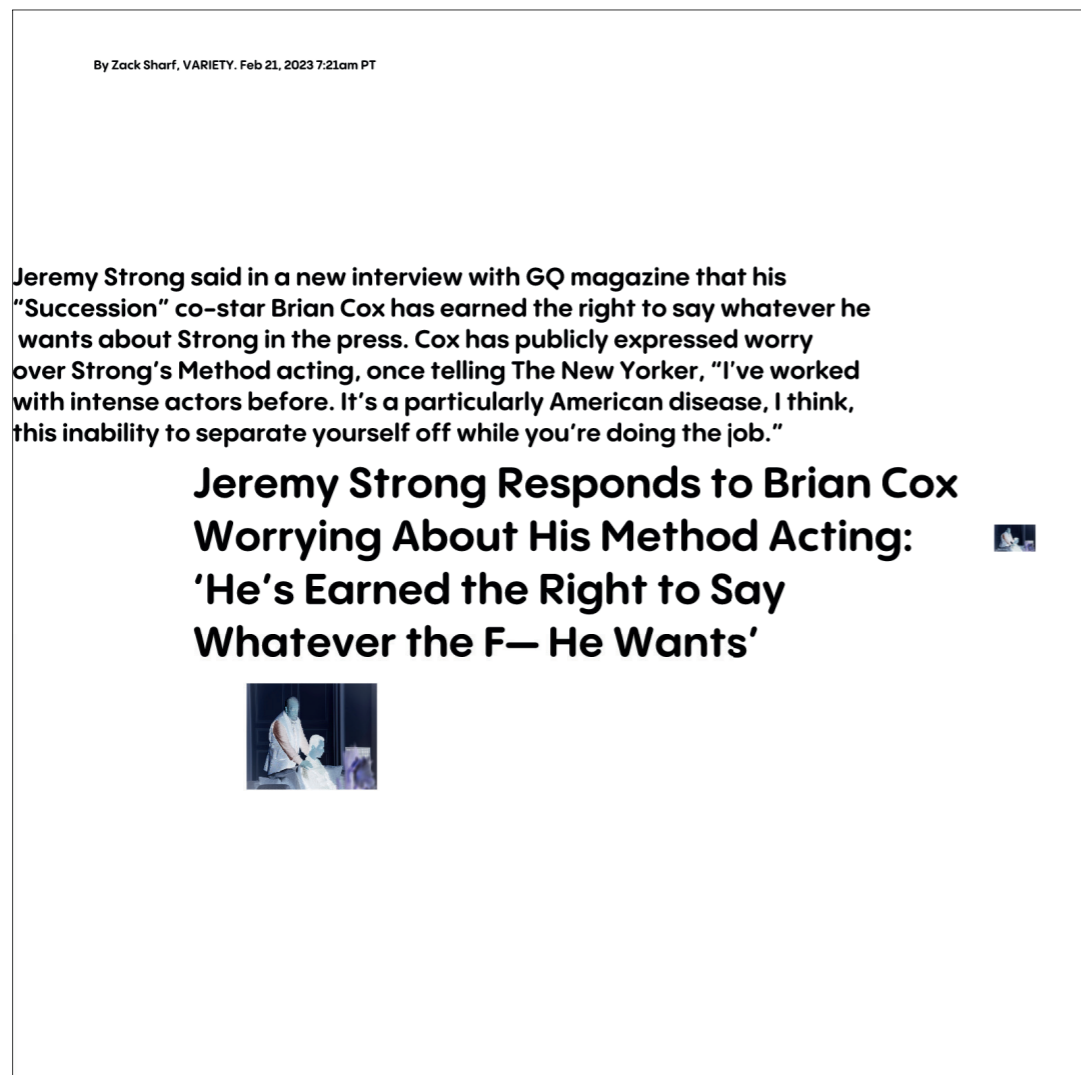 By Zack Sharf, VARIETY. Feb 21, 2023 7:21am PT
Jeremy Strong said in a new interview with GQ magazine that his
“Succession” co-star Brian Cox has earned the right to say whatever he
wants about Strong in the press. Cox has publicly expressed worry
over Strong’s Method acting, once telling The New Yorker, “I’ve worked
with intense actors before. It’s a particularly American disease, I think,
this inability to separate yourself off while you’re doing the job.”
Jeremy Strong Responds to Brian Cox
Worrying About His Method Acting:
‘He’s Earned the Right to Say
Whatever the F— He Wants’